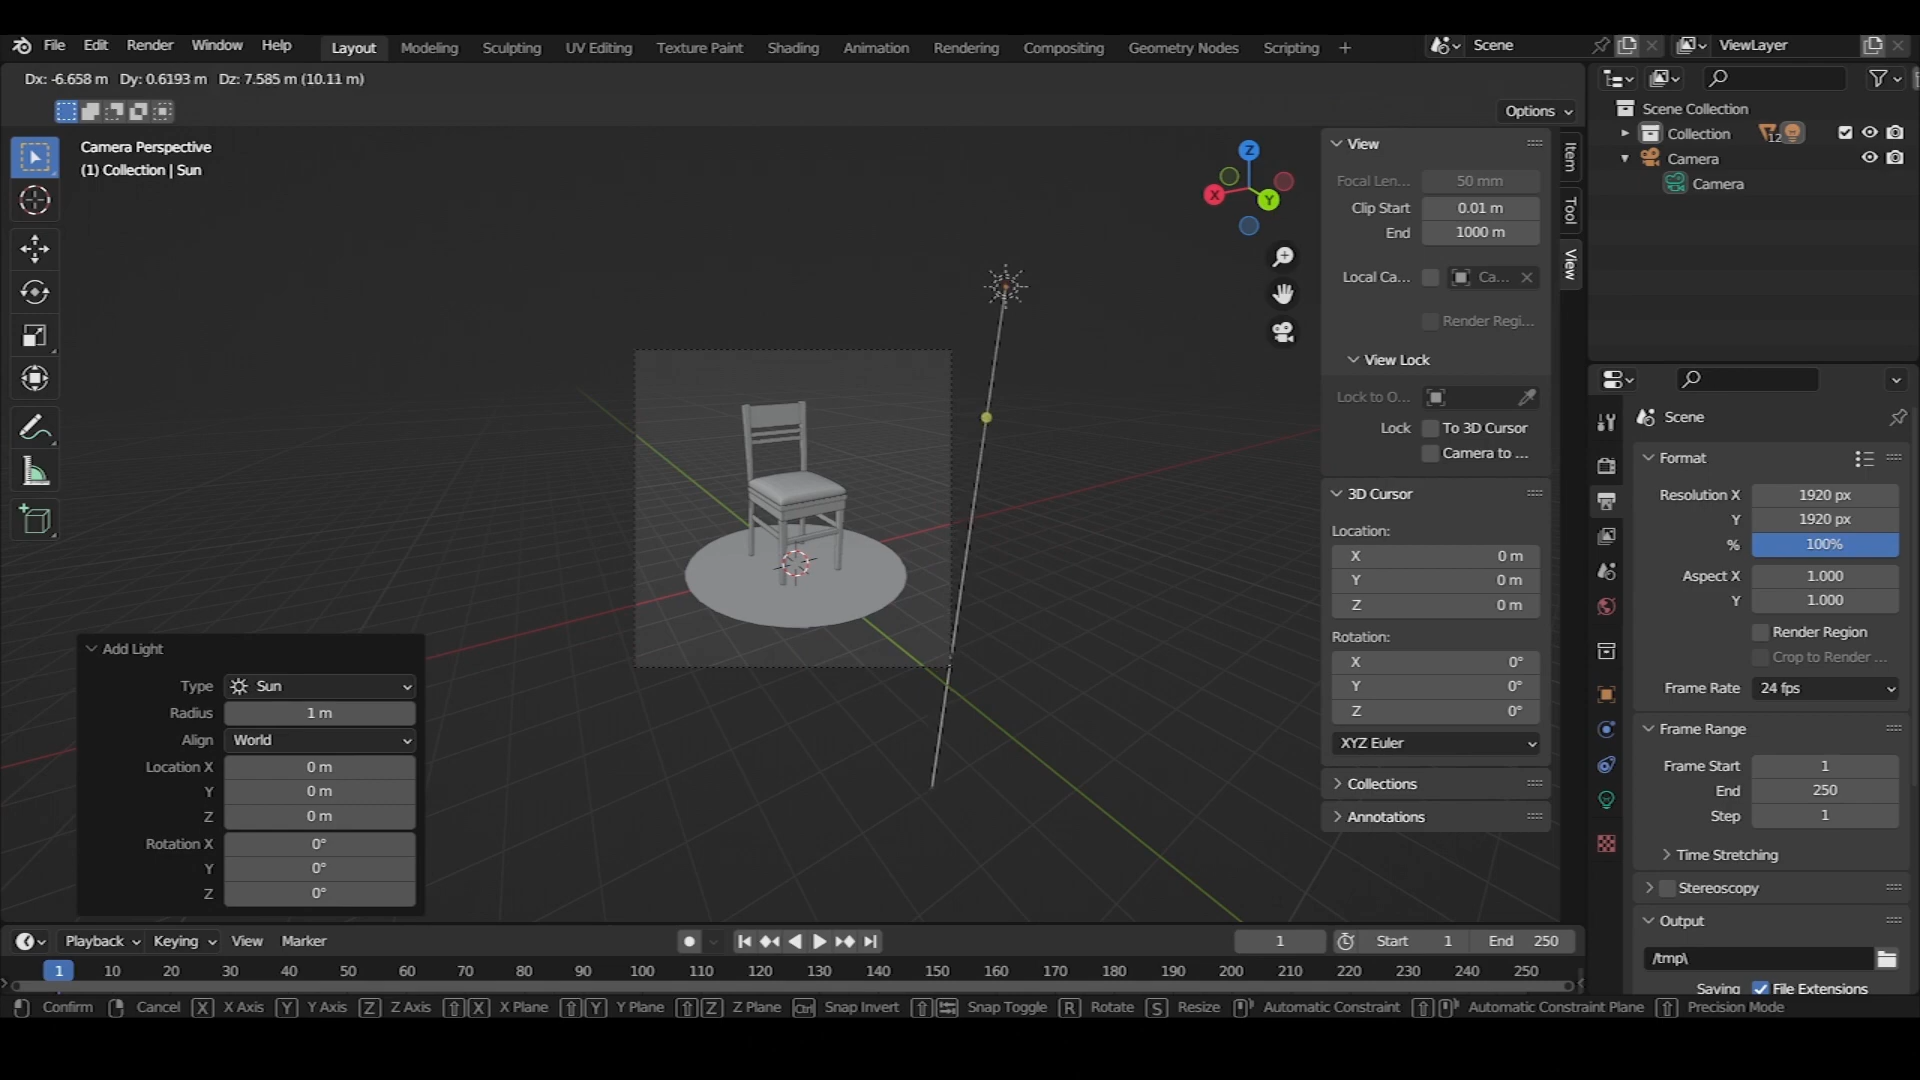 File Edit Render Window Help Layout Modeling Sculpting UV Editing Texture Paint Shading Animation Rendering Compositing Geometry Nodes Scripting + Scene ViewLayer
Dx: -6.658 m Dy: 0.6193 m Dz: 7.585 m (10.11 m)
Options
Camera Perspective
(1) Collection | Sun
Z
X
Y
View
Focal Len... 50 mm
Clip Start 0.01 m
End 1000 m
Local Ca... Ca...
Render Regi...
View Lock
Lock to O...
Lock To 3D Cursor
Camera to ...
3D Cursor
Location:
X 0 m
Y 0 m
Z 0 m
Rotation:
X 0°
Y 0°
Z 0°
XYZ Euler
Collections
Annotations
Item
Tool
View
Scene Collection
Collection 12
Camera
Camera
Scene
Format
Resolution X 1920 px
Y 1920 px
% 100%
Aspect X 1.000
Y 1.000
Render Region
Crop to Render ...
Frame Rate 24 fps
Frame Range
Frame Start 1
End 250
Step 1
Time Stretching
Stereoscopy
Output
/tmp\
Saving File Extensions
Add Light
Type Sun
Radius 1 m
Align World
Location X 0 m
Y 0 m
Z 0 m
Rotation X 0°
Y 0°
Z 0°
Playback Keying View Marker 1 Start 1 End 250
1 10 20 30 40 50 60 70 80 90 100 110 120 130 140 150 160 170 180 190 200 210 220 230 240 250
Confirm Cancel X X Axis Y Y Axis Z Z Axis X X Plane Y Y Plane Z Z Plane Ctrl Snap Invert Snap Toggle R Rotate S Resize Automatic Constraint Automatic Constraint Plane Precision Mode